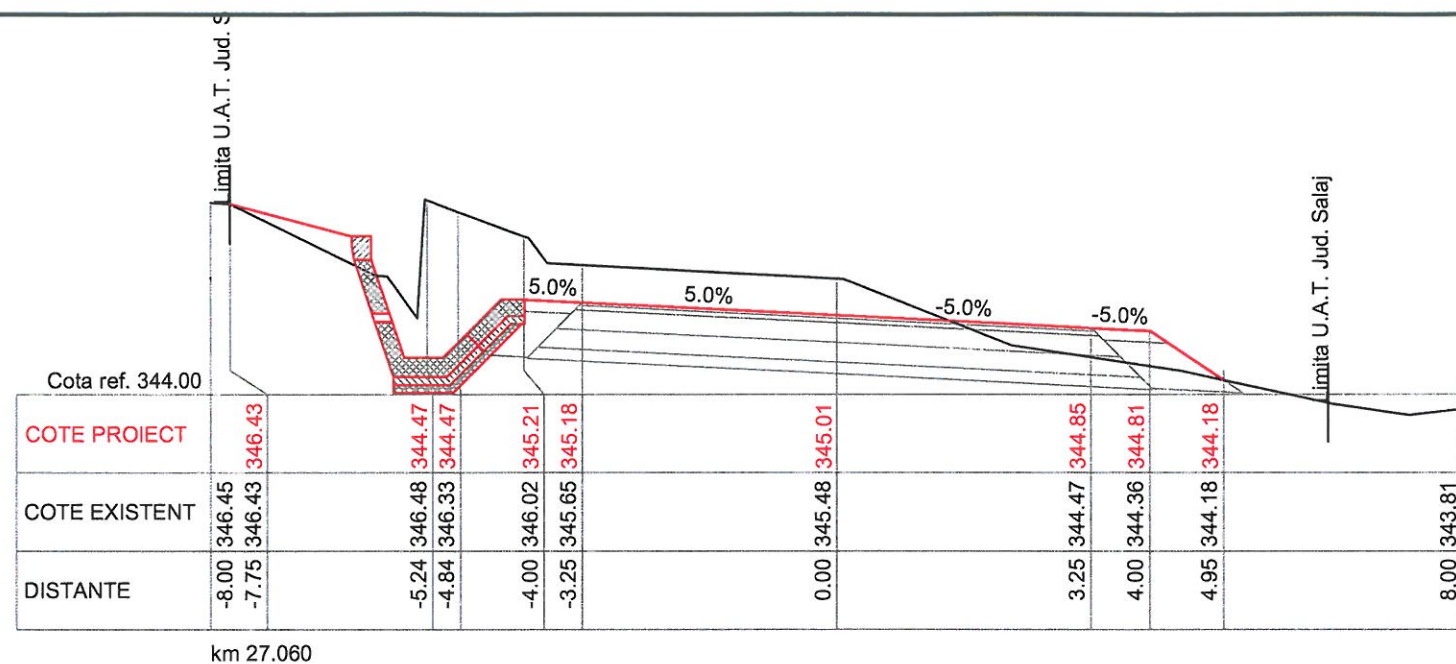 Limita U.A.T. Jud.
Limita U.A.T. Jud. Salaj
5.0%
5.0%
-5.0%
-5.0%
Cota ref. 344.00
COTE PROIECT 346.43 344.47 344.47 345.21 345.18 345.01 344.85 344.81 344.18
COTE EXISTENT 346.45 346.43 346.48 346.33 346.02 345.65 345.48 344.47 344.36 344.18 343.81
DISTANTE -8.00 -7.75 -5.24 -4.84 -4.00 -3.25 0.00 3.25 4.00 4.95 8.00
km 27.060